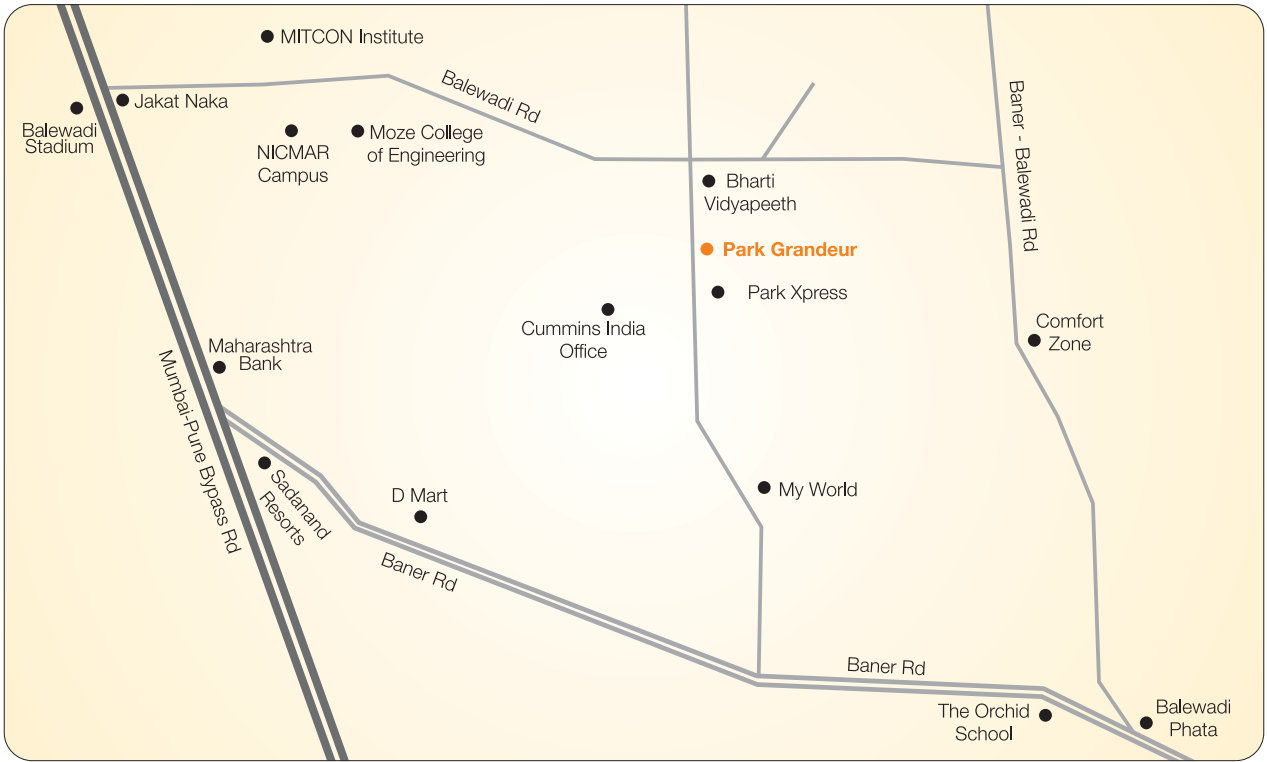 MITCON Institute
Balewadi Rd
Jakat Naka
Balewadi
Stadium
NICMAR
Campus
Moze College
of Engineering
Baner - Balewadi Rd
Bharti
Vidyapeeth
Park Grandeur
Park Xpress
Cummins India
Office
Comfort
Zone
Maharashtra
Bank
Mumbai-Pune Bypass Rd
Sadanand
Resorts
D Mart
My World
Baner Rd
Baner Rd
The Orchid
School
Balewadi
Phata